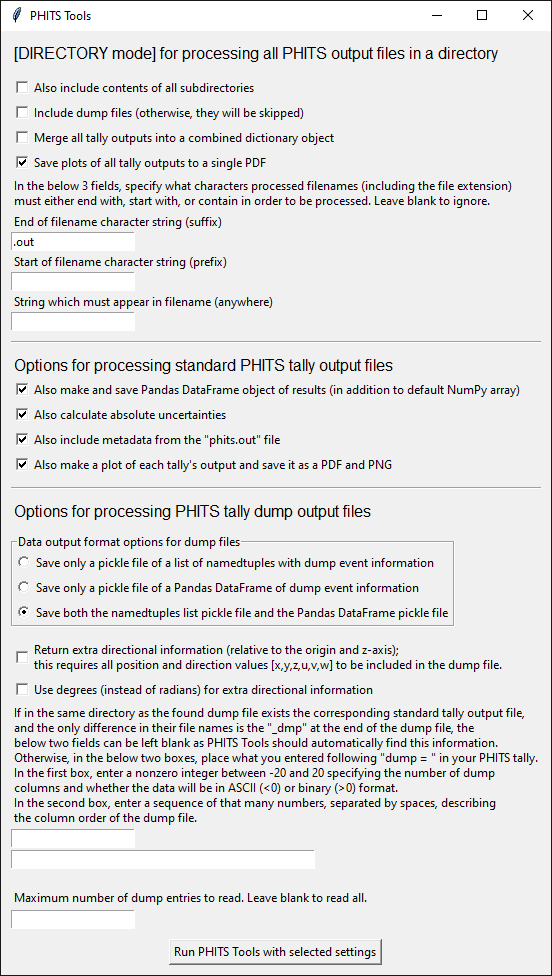 PHITS Tools
[DIRECTORY mode] for processing all PHITS output files in a directory
Also include contents of all subdirectories
Include dump files (otherwise, they will be skipped)
Merge all tally outputs into a combined dictionary object
Save plots of all tally outputs to a single PDF
In the below 3 fields, specify what characters processed filenames (including the file extension)
must either end with, start with, or contain in order to be processed. Leave blank to ignore.
End of filename character string (suffix)
.out
Start of filename character string (prefix)
String which must appear in filename (anywhere)
Options for processing standard PHITS tally output files
Also make and save Pandas DataFrame object of results (in addition to default NumPy array)
Also calculate absolute uncertainties
Also include metadata from the "phits.out" file
Also make a plot of each tally's output and save it as a PDF and PNG
Options for processing PHITS tally dump output files
Data output format options for dump files
Save only a pickle file of a list of namedtuples with dump event information
Save only a pickle file of a Pandas DataFrame of dump event information
Save both the namedtuples list pickle file and the Pandas DataFrame pickle file
Return extra directional information (relative to the origin and z-axis);
this requires all position and direction values [x,y,z,u,v,w] to be included in the dump file.
Use degrees (instead of radians) for extra directional information
If in the same directory as the found dump file exists the corresponding standard tally output file,
and the only difference in their file names is the "_dmp" at the end of the dump file, the
below two fields can be left blank as PHITS Tools should automatically find this information.
Otherwise, in the below two boxes, place what you entered following "dump = " in your PHITS tally.
In the first box, enter a nonzero integer between -20 and 20 specifying the number of dump
columns and whether the data will be in ASCII (<0) or binary (>0) format.
In the second box, enter a sequence of that many numbers, separated by spaces, describing
the column order of the dump file.
Maximum number of dump entries to read. Leave blank to read all.
Run PHITS Tools with selected settings